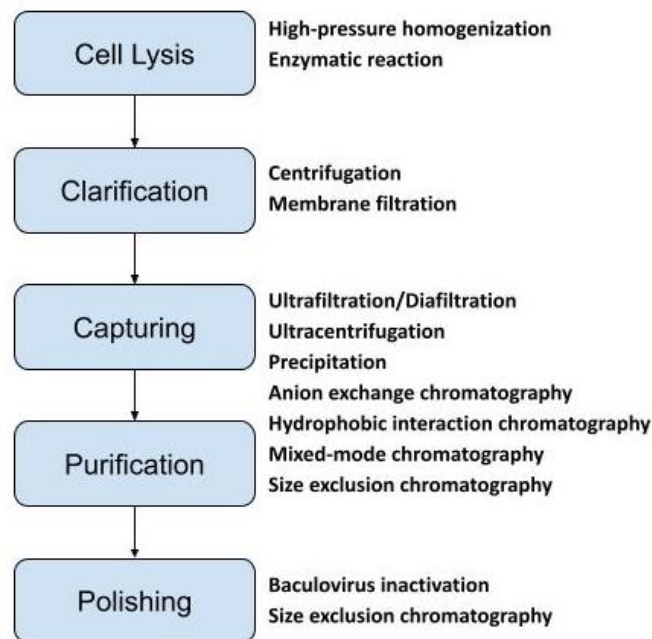 Cell Lysis
High-pressure homogenization
Enzymatic reaction
Clarification
Centrifugation
Membrane filtration
Capturing
Ultrafiltration/Diafiltration
Ultracentrifugation
Precipitation
Anion exchange chromatography
Hydrophobic interaction chromatography
Purification
Mixed-mode chromatography
Size exclusion chromatography
Polishing
Baculovirus inactivation
Size exclusion chromatography